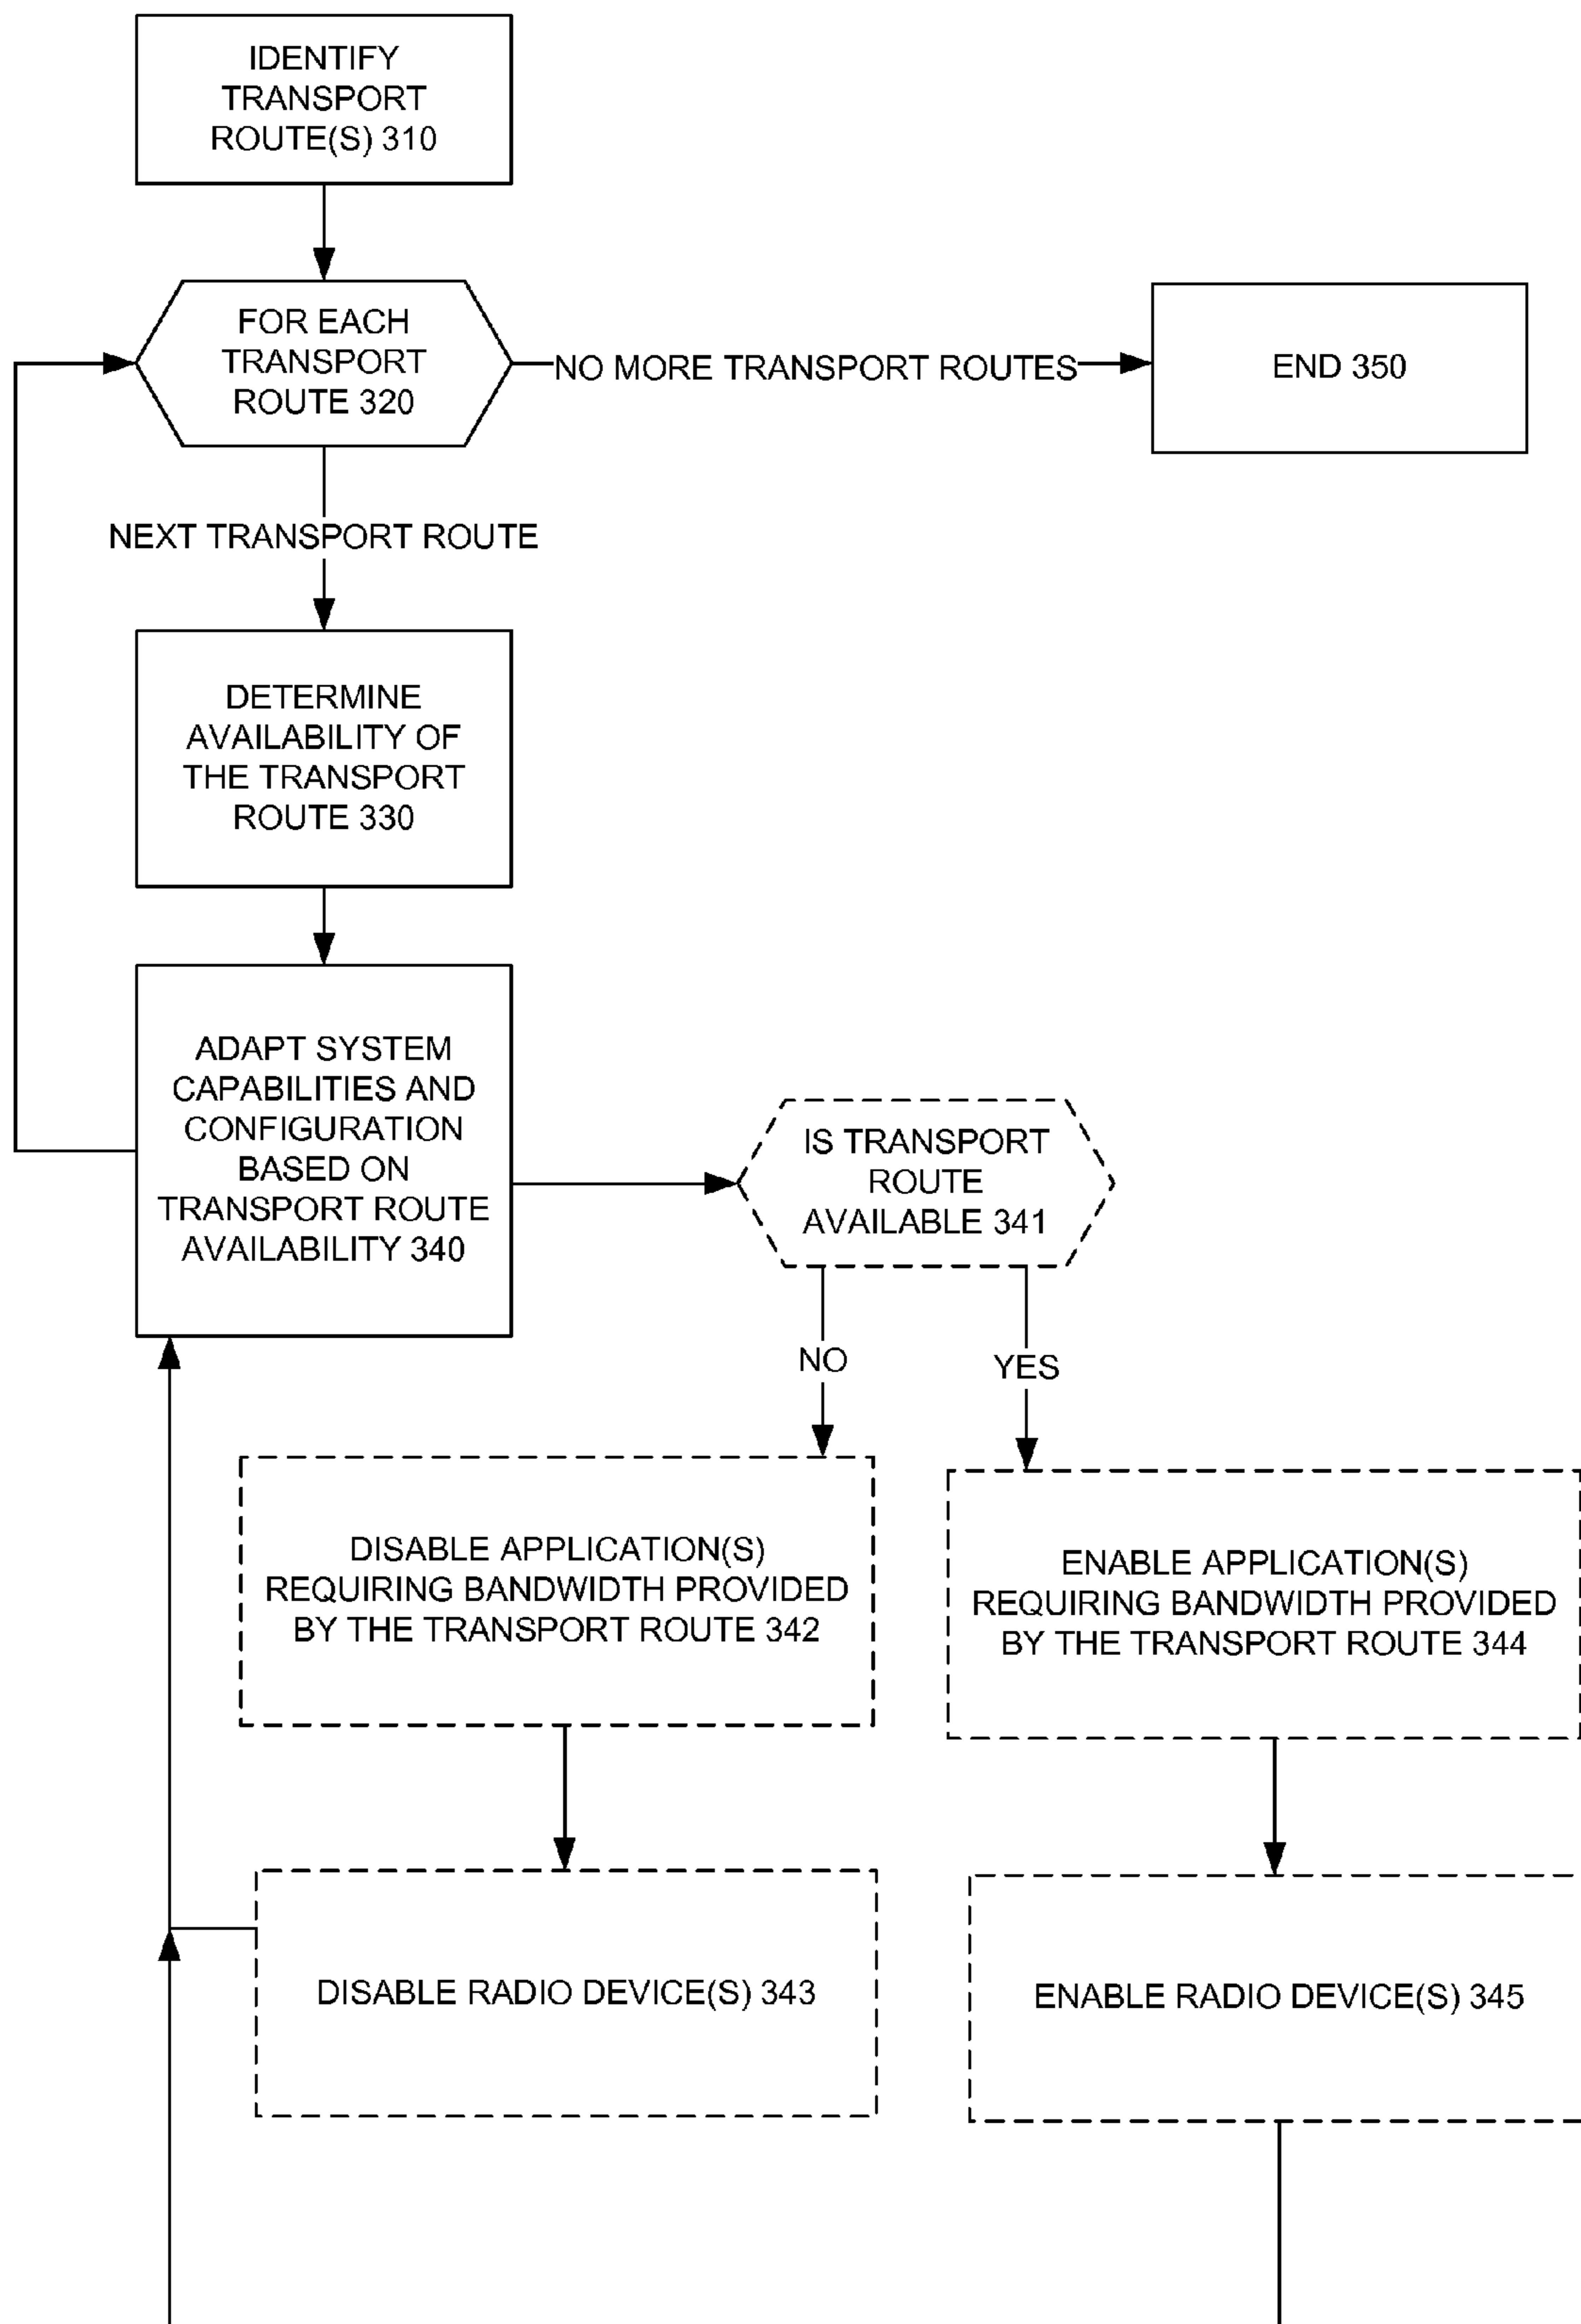 IDENTIFY
TRANSPORT
ROUTE(S) 310
FOR EACH
TRANSPORT
ROUTE 320
NO MORE TRANSPORT ROUTES
END 350
NEXT TRANSPORT ROUTE
DETERMINE
AVAILABILITY OF
THE TRANSPORT
ROUTE 330
ADAPT SYSTEM
CAPABILITIES AND
CONFIGURATION
BASED ON
TRANSPORT ROUTE
AVAILABILITY 340
IS TRANSPORT
ROUTE
AVAILABLE 341
NO
YES
DISABLE APPLICATION(S)
REQUIRING BANDWIDTH PROVIDED
BY THE TRANSPORT ROUTE 342
ENABLE APPLICATION(S)
REQUIRING BANDWIDTH PROVIDED
BY THE TRANSPORT ROUTE 344
DISABLE RADIO DEVICE(S) 343
ENABLE RADIO DEVICE(S) 345